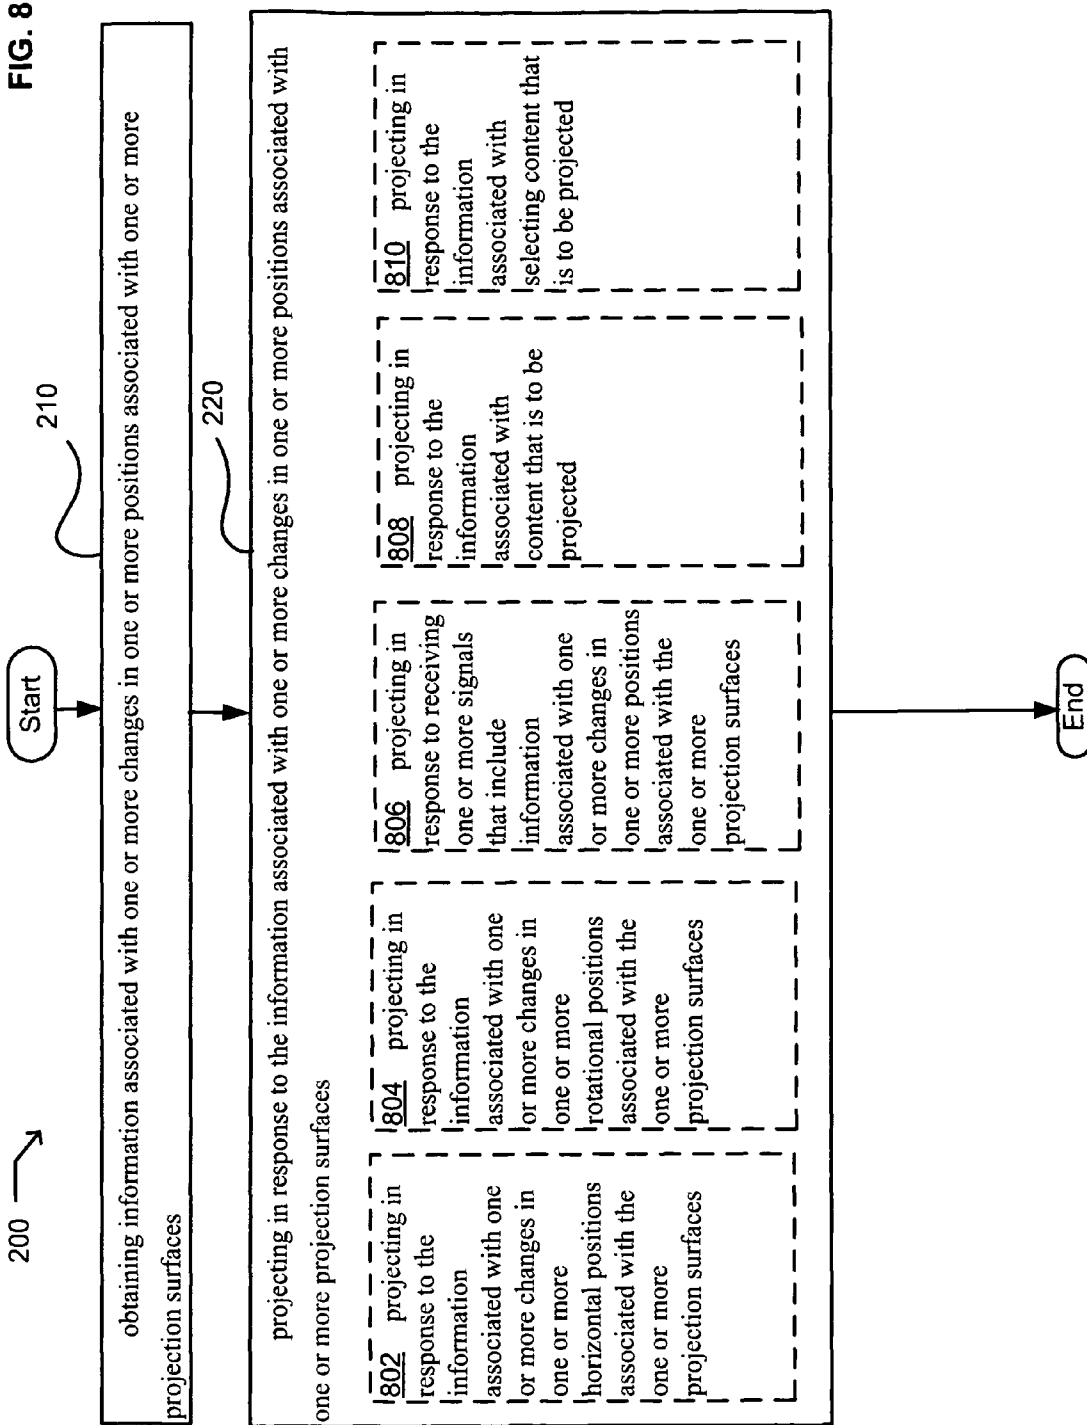 FIG. 8
200
Start
210
obtaining information associated with one or more changes in one or more positions associated with one or more
projection surfaces
220
projecting in response to the information associated with one or more changes in one or more positions associated with
one or more projection surfaces
802 projecting in
response to the
information
associated with one
or more changes in
one or more
horizontal positions
associated with the
one or more
projection surfaces
804 projecting in
response to the
information
associated with one
or more changes in
one or more
rotational positions
associated with the
one or more
projection surfaces
806 projecting in
response to receiving
one or more signals
that include
information
associated with one
or more changes in
one or more positions
associated with the
one or more
projection surfaces
808 projecting in
response to the
information
associated with
content that is to be
projected
810 projecting in
response to the
information
associated with
selecting content that
is to be projected
End